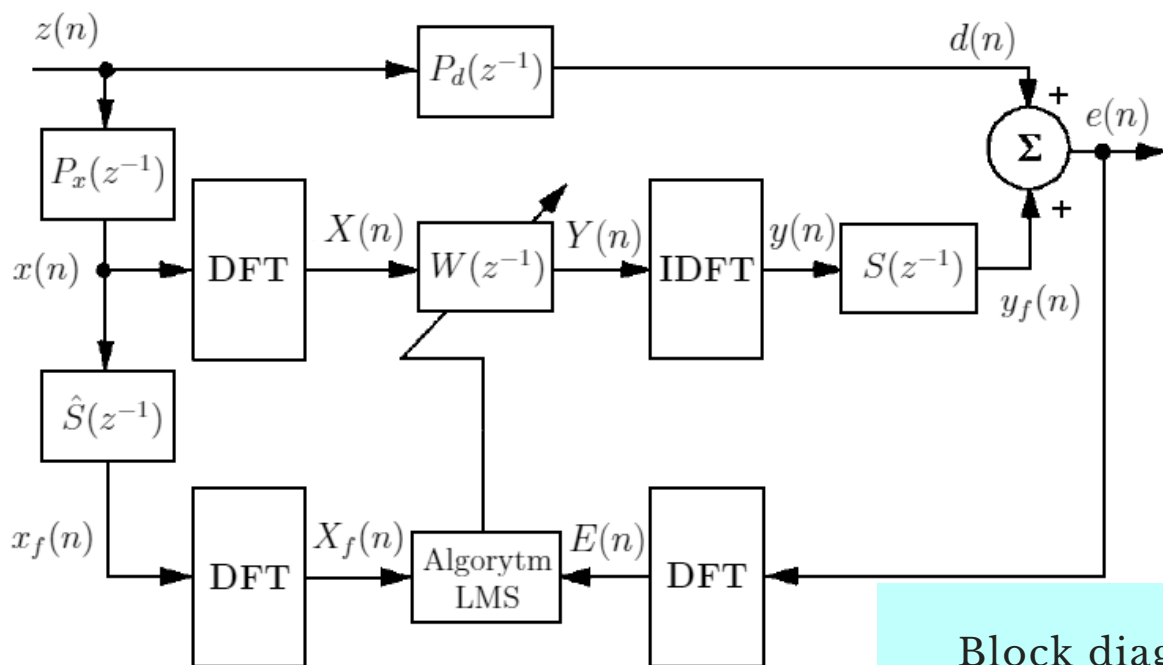 z(n)
P_d(z^{-1})
d(n)
+
e(n)
Σ
+
P_x(z^{-1})
x(n)
DFT
X(n)
W(z^{-1})
Y(n)
IDFT
y(n)
S(z^{-1})
y_f(n)
Ŝ(z^{-1})
x_f(n)
DFT
X_f(n)
Algorytm
LMS
E(n)
DFT
Block diag